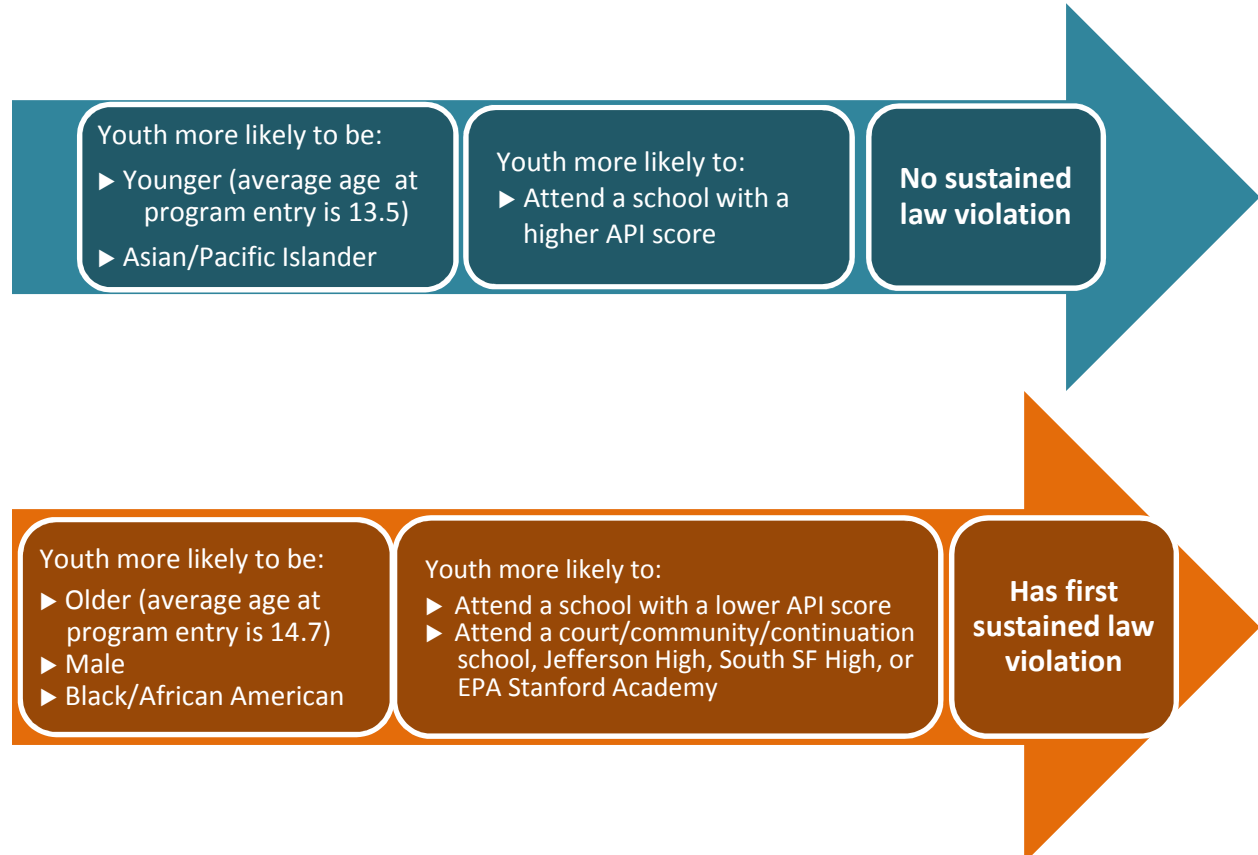 Youth more likely to be:
► Younger (average age at
program entry is 13.5)
► Asian/Pacific Islander
Youth more likely to:
► Attend a school with a
higher API score
No sustained
law violation
Youth more likely to be:
► Older (average age at
program entry is 14.7)
► Male
► Black/African American
Youth more likely to:
► Attend a school with a lower API score
► Attend a court/community/continuation
school, Jefferson High, South SF High, or
EPA Stanford Academy
Has first
sustained law
violation